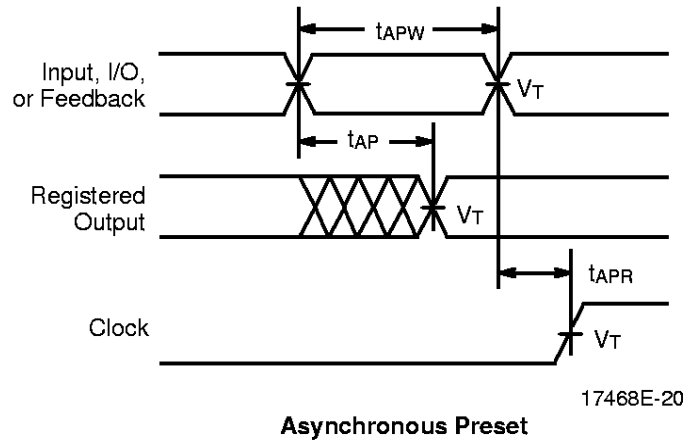 tAPW
Input, I/O,
or Feedback
VT
tAP
Registered
Output
VT
tAPR
Clock
VT
17468E-20
Asynchronous Preset